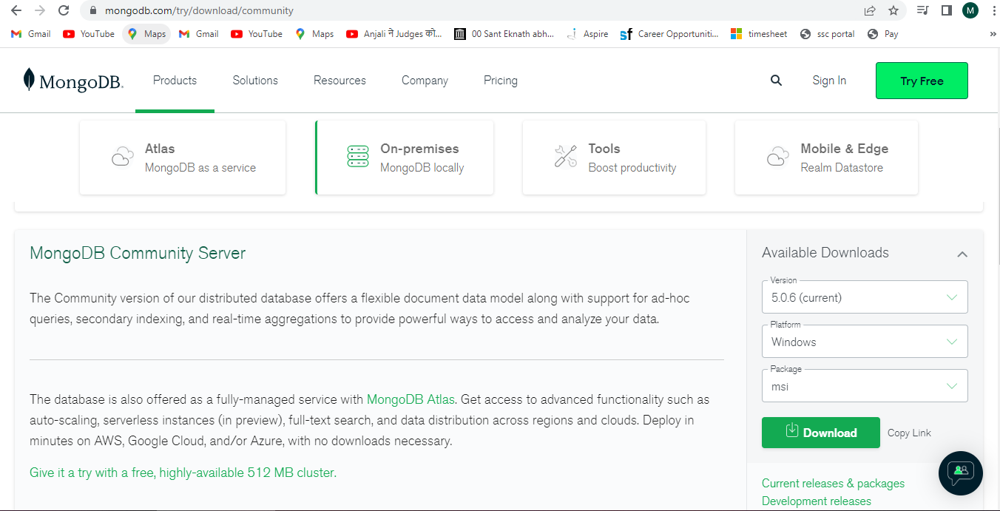 mongodb.com/try/download/community
M
Gmail YouTube Maps Gmail YouTube Maps Anjali ने Judges को... 00 Sant Eknath abh... Aspire Career Opportuniti... timesheet ssc portal Pay »
MongoDB. Products Solutions Resources Company Pricing Sign In Try Free
Atlas
MongoDB as a service
On-premises
MongoDB locally
Tools
Boost productivity
Mobile & Edge
Realm Datastore
MongoDB Community Server
The Community version of our distributed database offers a flexible document data model along with support for ad-hoc
queries, secondary indexing, and real-time aggregations to provide powerful ways to access and analyze your data.
The database is also offered as a fully-managed service with MongoDB Atlas. Get access to advanced functionality such as
auto-scaling, serverless instances (in preview), full-text search, and data distribution across regions and clouds. Deploy in
minutes on AWS, Google Cloud, and/or Azure, with no downloads necessary.
Give it a try with a free, highly-available 512 MB cluster.
Available Downloads
Version
5.0.6 (current)
Platform
Windows
Package
msi
Download Copy Link
Current releases & packages
Development releases